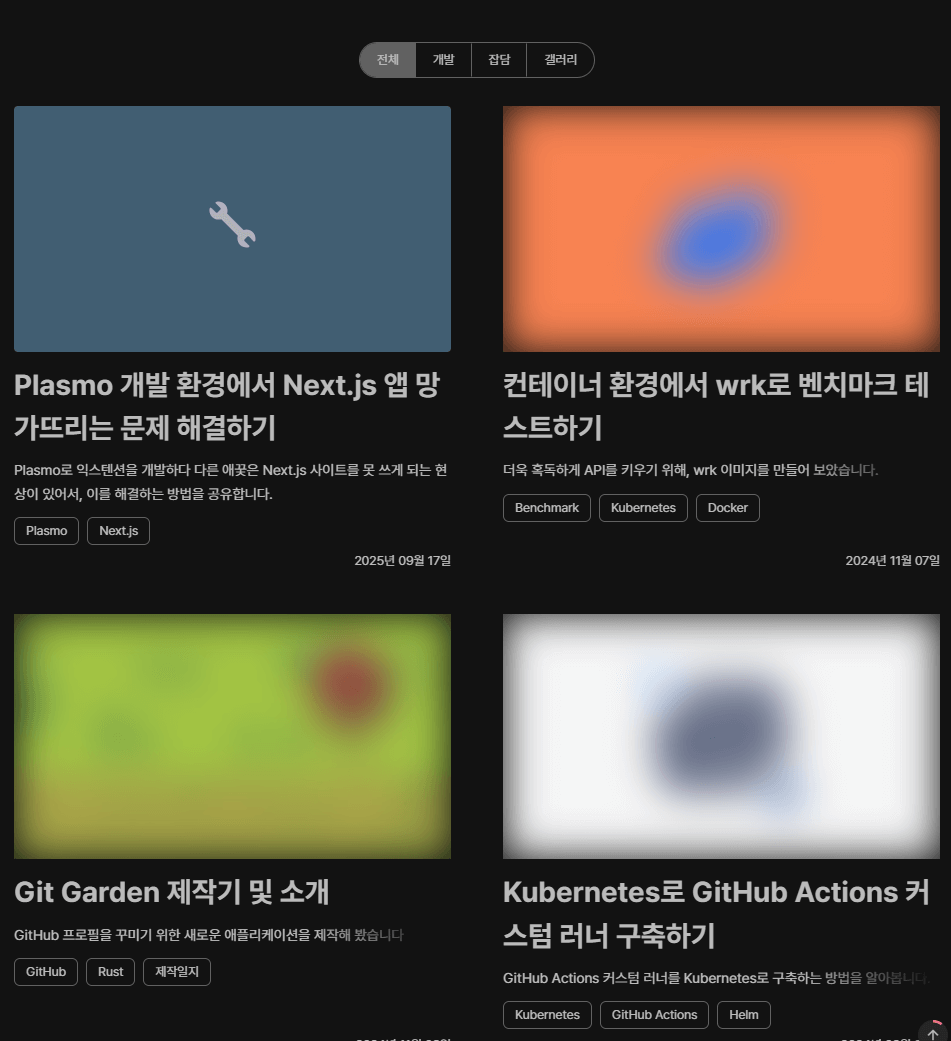 전체 개발 잡담 갤러리
Plasmo 개발 환경에서 Next.js 앱 망
가뜨리는 문제 해결하기
Plasmo로 익스텐션을 개발하다 다른 애꿎은 Next.js 사이트를 못 쓰게 되는 현
상이 있어서, 이를 해결하는 방법을 공유합니다.
Plasmo Next.js
2025년 09월 17일
컨테이너 환경에서 wrk로 벤치마크 테
스트하기
더욱 혹독하게 API를 키우기 위해, wrk 이미지를 만들어 보았습니다.
Benchmark Kubernetes Docker
2024년 11월 07일
Git Garden 제작기 및 소개
GitHub 프로필을 꾸미기 위한 새로운 애플리케이션을 제작해 봤습니다
GitHub Rust 제작일지
Kubernetes로 GitHub Actions 커
스텀 러너 구축하기
GitHub Actions 커스텀 러너를 Kubernetes로 구축하는 방법을 알아봅니다.
Kubernetes GitHub Actions Helm